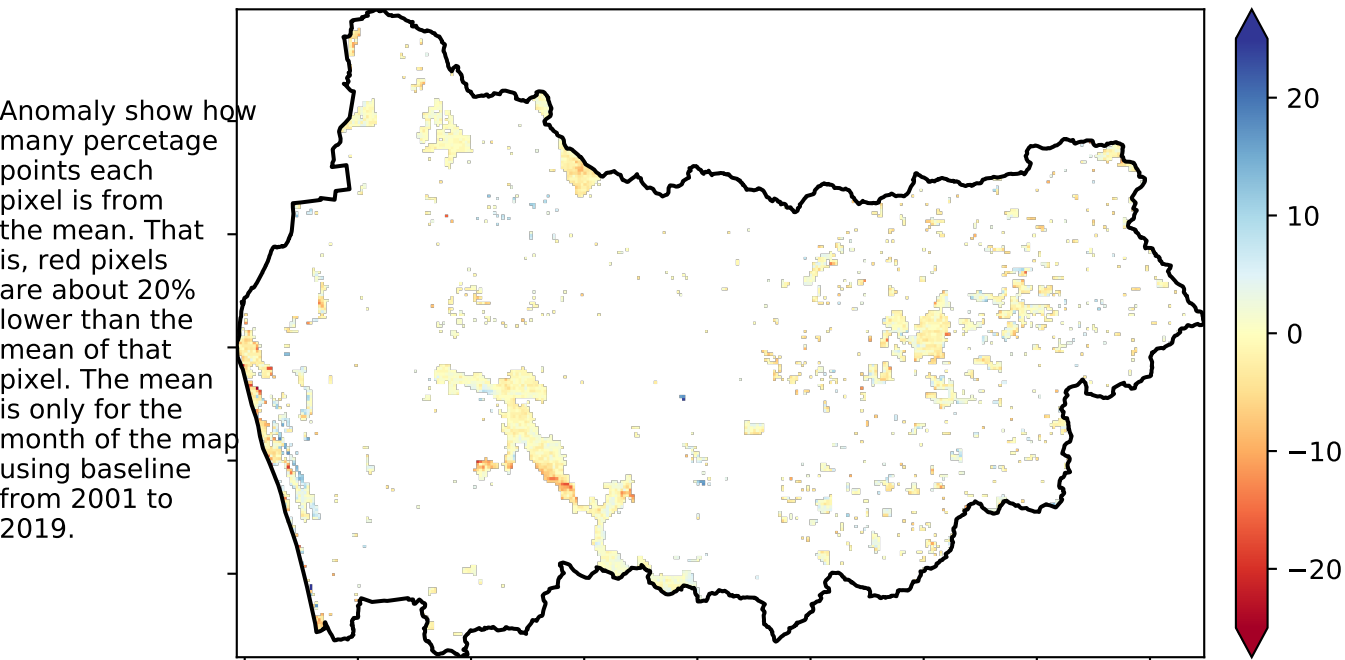 Anomaly show how
many percetage
points each
pixel is from
the mean. That
is, red pixels
are about 20%
lower than the
mean of that
pixel. The mean
is only for the
month of the map
using baseline
from 2001 to
2019.
20
10
0
−10
−20